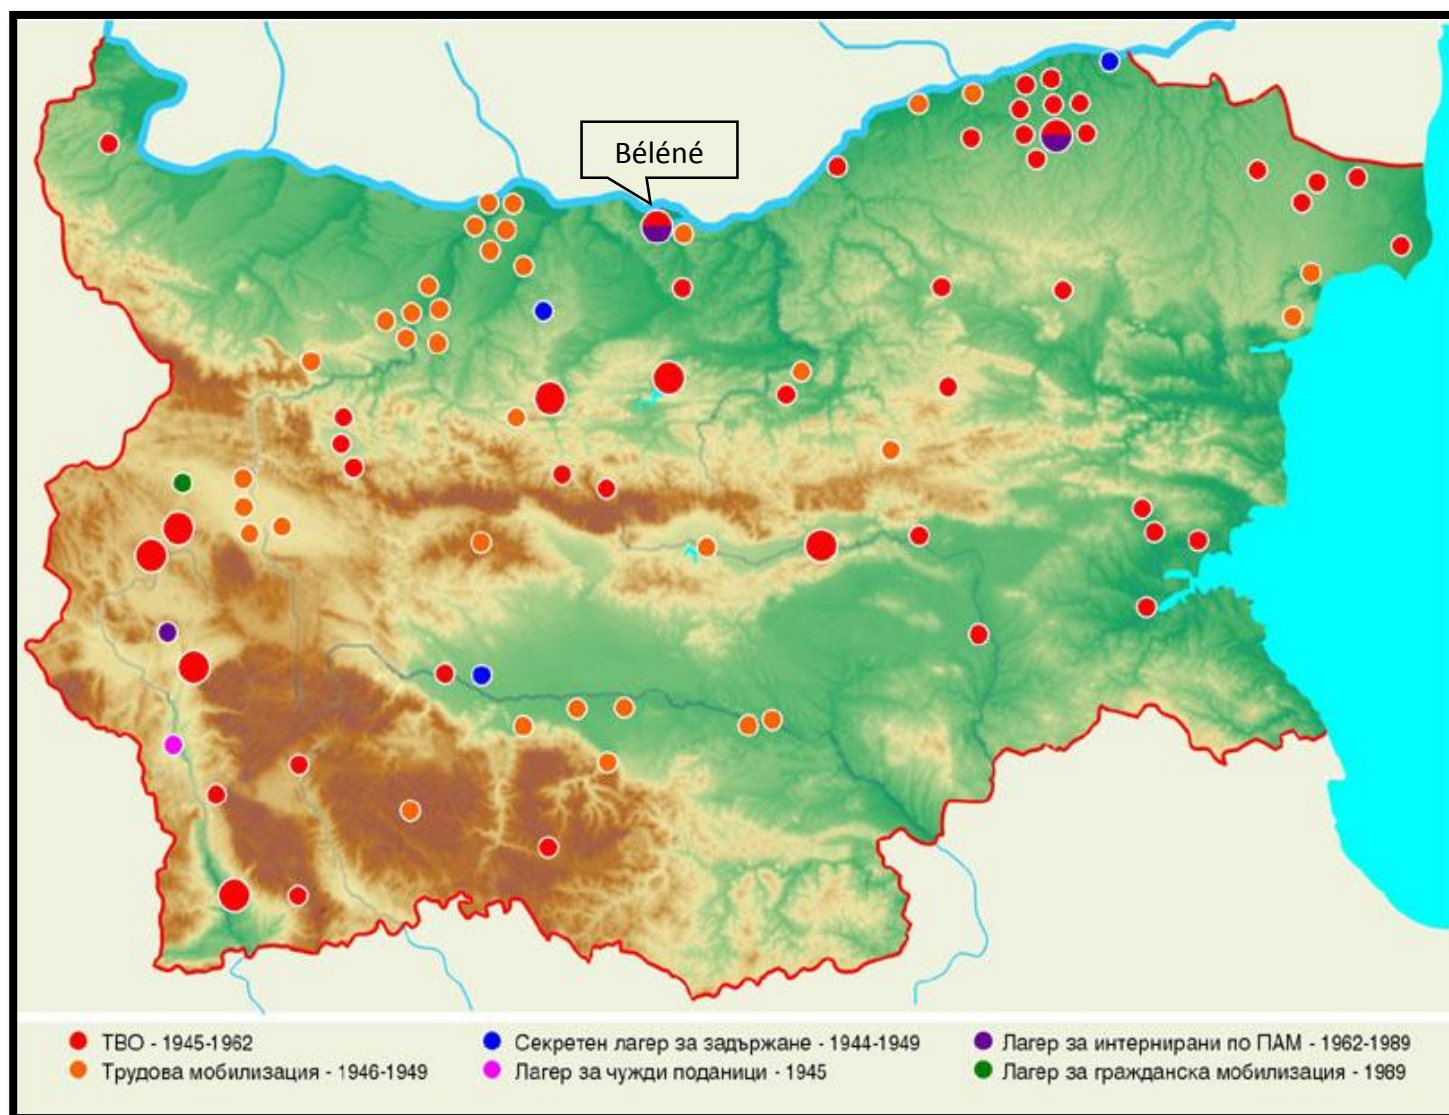 Béléné
ТВО - 1945-1962
Трудова мобилизация - 1946-1949
Секретен лагер за задържане - 1944-1949
Лагер за чужди поданици - 1945
Лагер за интернирани по ПАМ - 1962-1989
Лагер за гражданска мобилизация - 1989